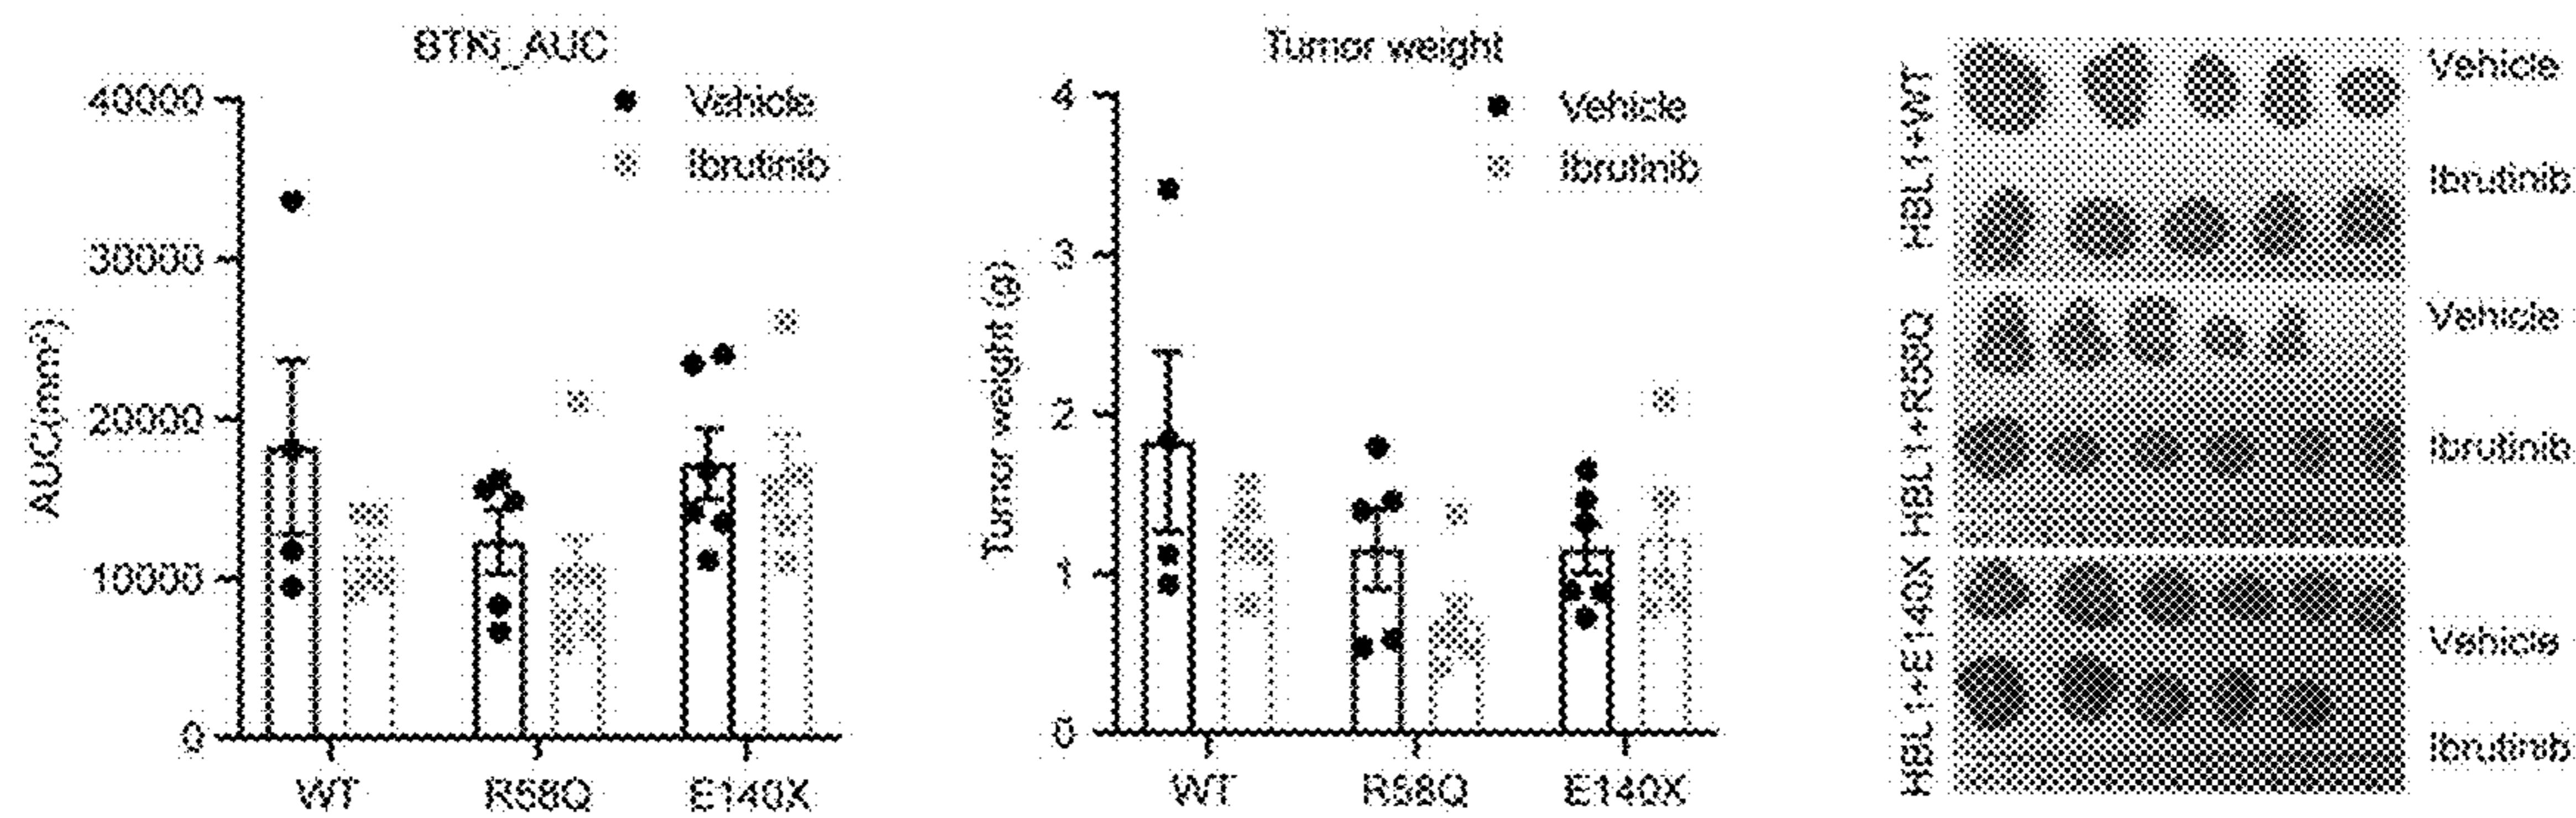 BTKi_AUC
Vehicle
Ibrutinib
AUC(mm³)
40000
30000
20000
10000
0
WT
R58Q
E140X
Tumor weight
Vehicle
Ibrutinib
Tumor weight (g)
4
3
2
1
0
WT
R58Q
E140X
HBL1+WT
Vehicle
Ibrutinib
HBL1+R58Q
Vehicle
Ibrutinib
HBL1+E140X
Vehicle
Ibrutinib